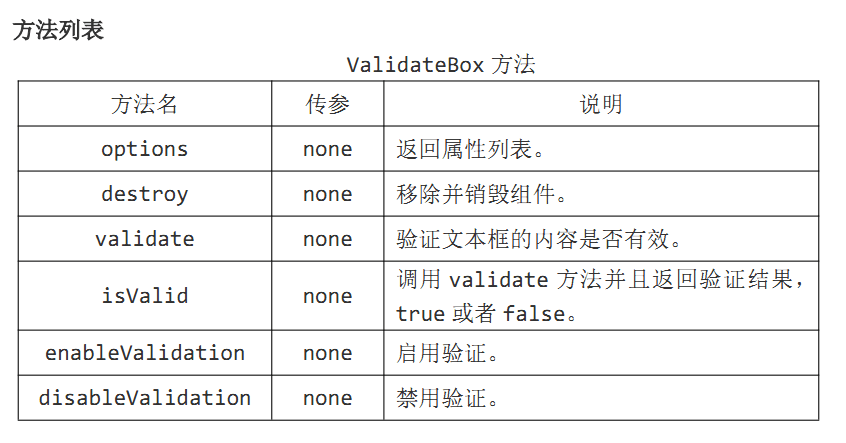 方法列表
ValidateBox 方法
方法名 传参 说明
options none 返回属性列表。
destroy none 移除并销毁组件。
validate none 验证文本框的内容是否有效。
isValid none 调用 validate 方法并且返回验证结果，
true 或者 false。
enableValidation none 启用验证。
disableValidation none 禁用验证。